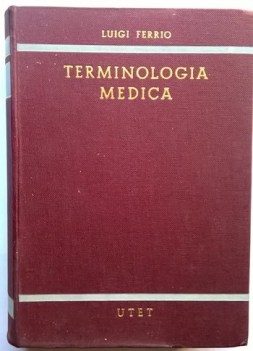 LUIGI FERRIO
TERMINOLOGIA
MEDICA
UTET